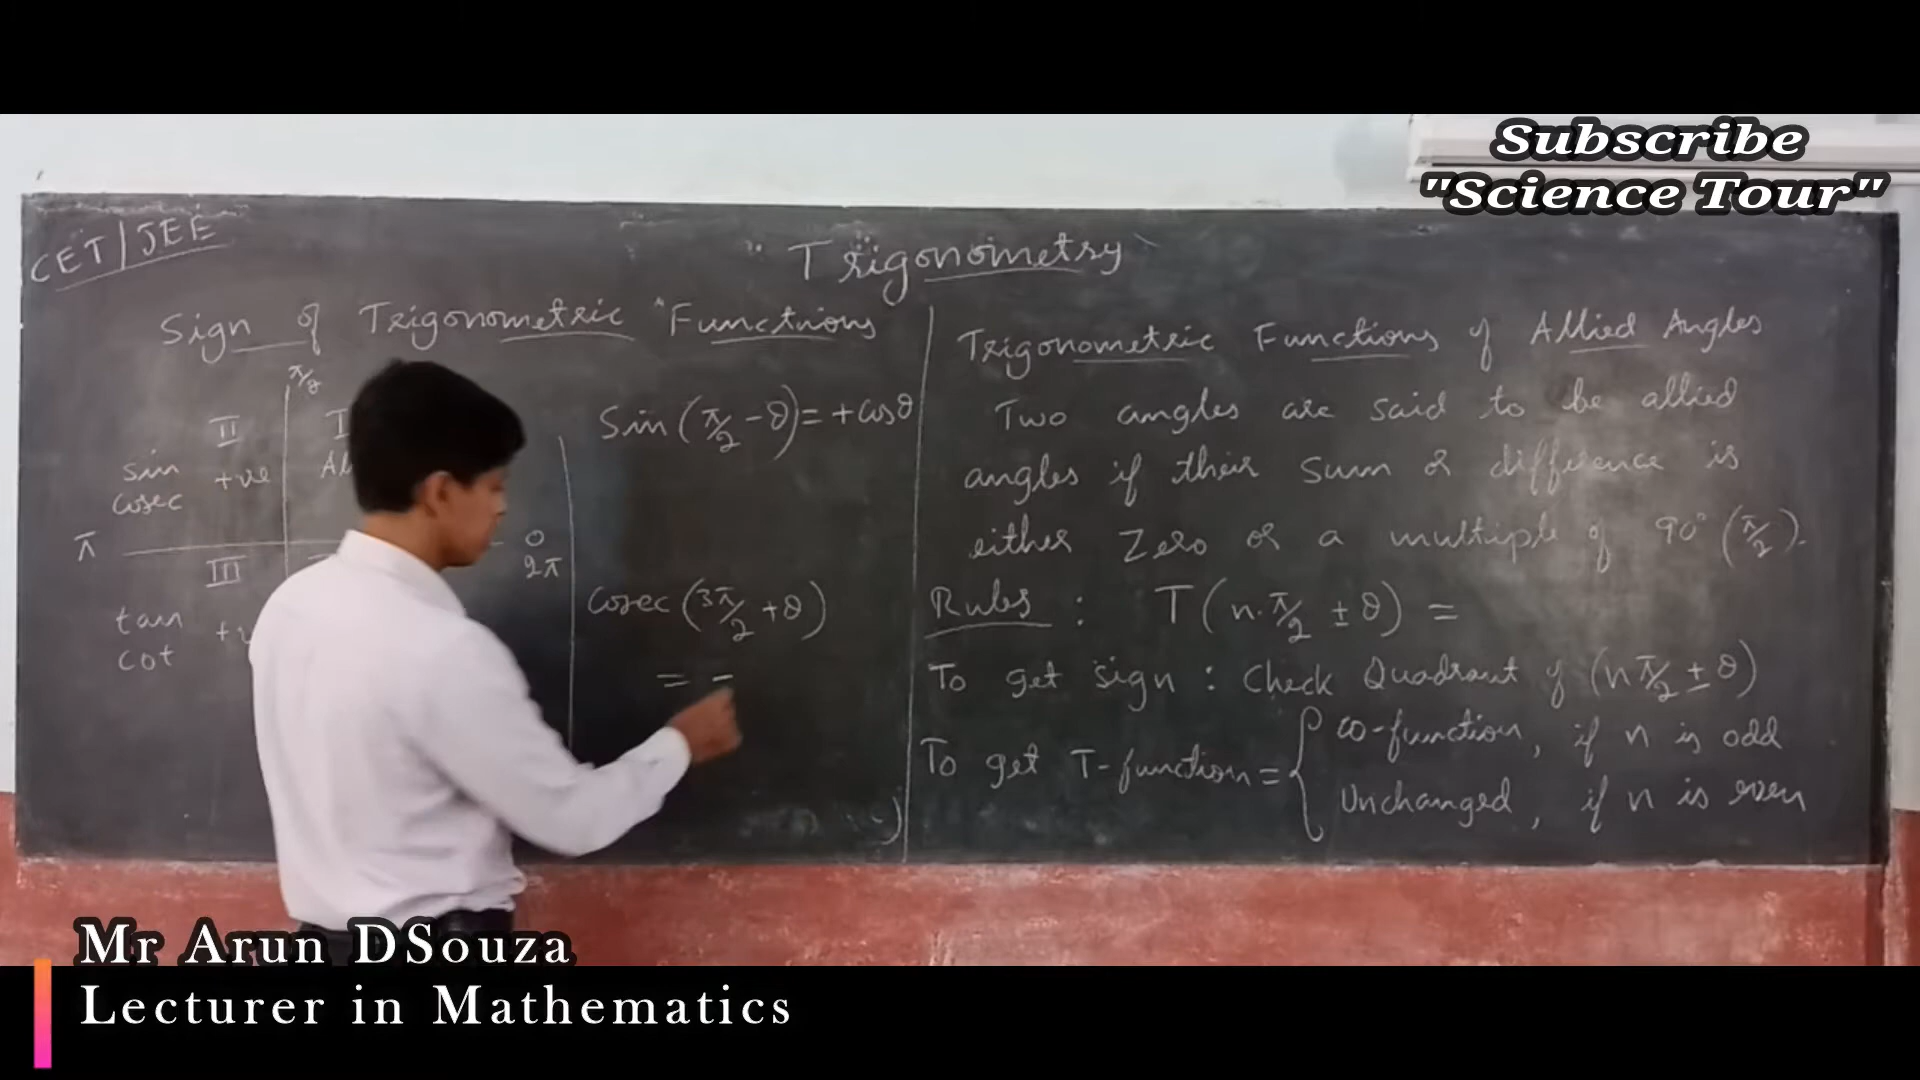 Subscribe
"Science Tour"
CET/JEE
Trigonometry
Sign of Trigonometric Functions
π/2
II
I
sin
cosec
+ve
π
0
2π
III
tan
cot
Sin(π/2-θ)=+cosθ
cosec(3π/2+θ)
= -
Trigonometric Functions of Allied Angles
Two angles are said to be allied
angles if their sum or difference is
either zero or a multiple of 90°(π/2).
Rules : T(n.π/2 ± θ) =
To get sign : Check Quadrant of (nπ/2 ± θ)
To get T-function = { co-function, if n is odd
Unchanged, if n is even
Mr Arun DSouza
Lecturer in Mathematics